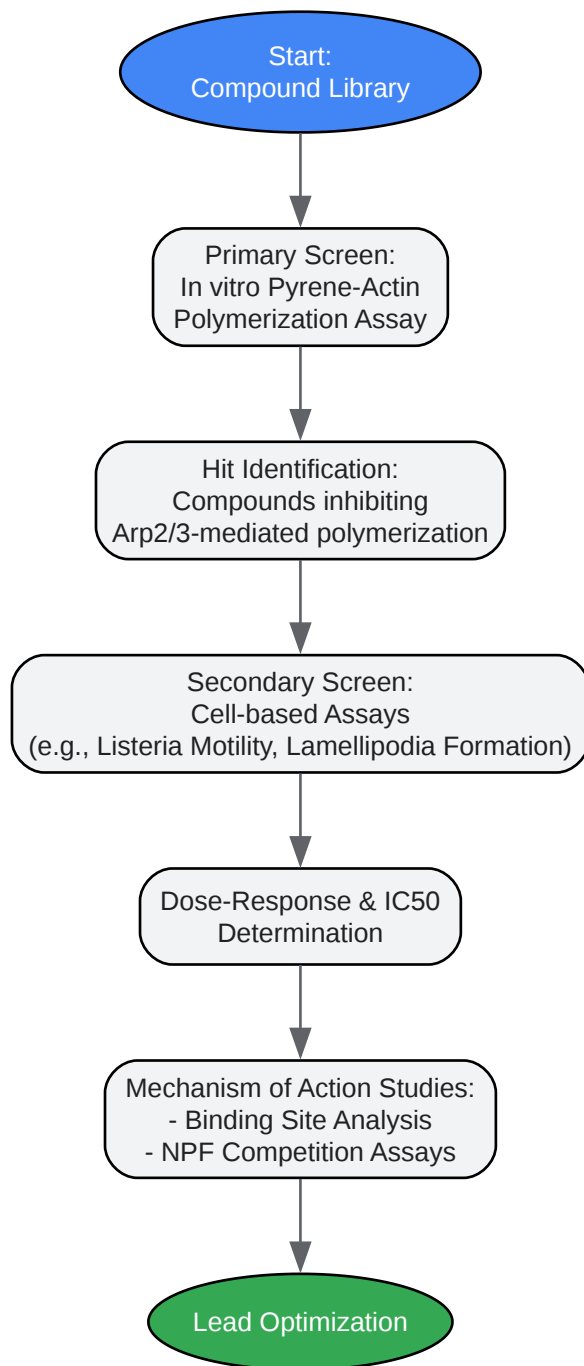 Start:
Compound Library
Primary Screen:
In vitro Pyrene-Actin
Polymerization Assay
Hit Identification:
Compounds inhibiting
Arp2/3-mediated polymerization
Secondary Screen:
Cell-based Assays
(e.g., Listeria Motility, Lamellipodia Formation)
Dose-Response & IC50
Determination
Mechanism of Action Studies:
- Binding Site Analysis
- NPF Competition Assays
Lead Optimization